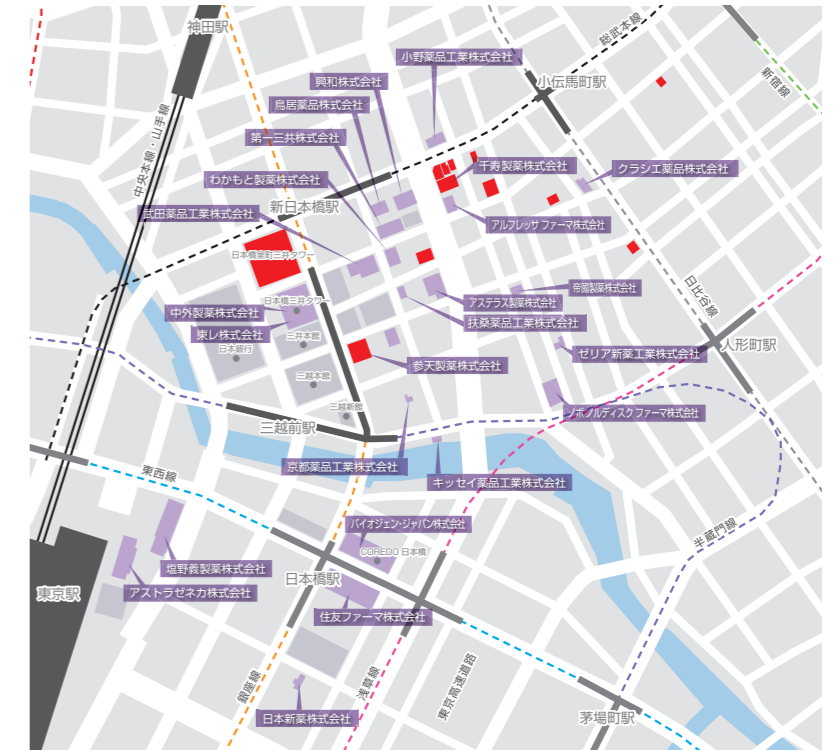 神田駅
総武本線
小野薬品工業株式会社
新宿線
小伝馬町駅
興和株式会社
鳥居薬品株式会社
中央本線・山手線
第一三共株式会社
千寿製薬株式会社
クラシエ薬品株式会社
わかもと製薬株式会社
新日本橋駅
武田薬品工業株式会社
アルフレッサ ファーマ株式会社
日本橋室町三井タワー
日比谷線
帝國製薬株式会社
日本橋三井タワー
アステラス製薬株式会社
中外製薬株式会社
扶桑薬品工業株式会社
東レ株式会社
三井本館
人形町駅
日本銀行
ゼリア新薬工業株式会社
参天製薬株式会社
三越本館
三越新館
ノボ ノルディスク ファーマ株式会社
三越前駅
京都薬品工業株式会社
東西線
キッセイ薬品工業株式会社
バイオジェン・ジャパン株式会社
半蔵門線
COREDO 日本橋
塩野義製薬株式会社
日本橋駅
東京駅
アストラゼネカ株式会社
住友ファーマ株式会社
銀座線
浅草線
東京高速道路
日本新薬株式会社
茅場町駅